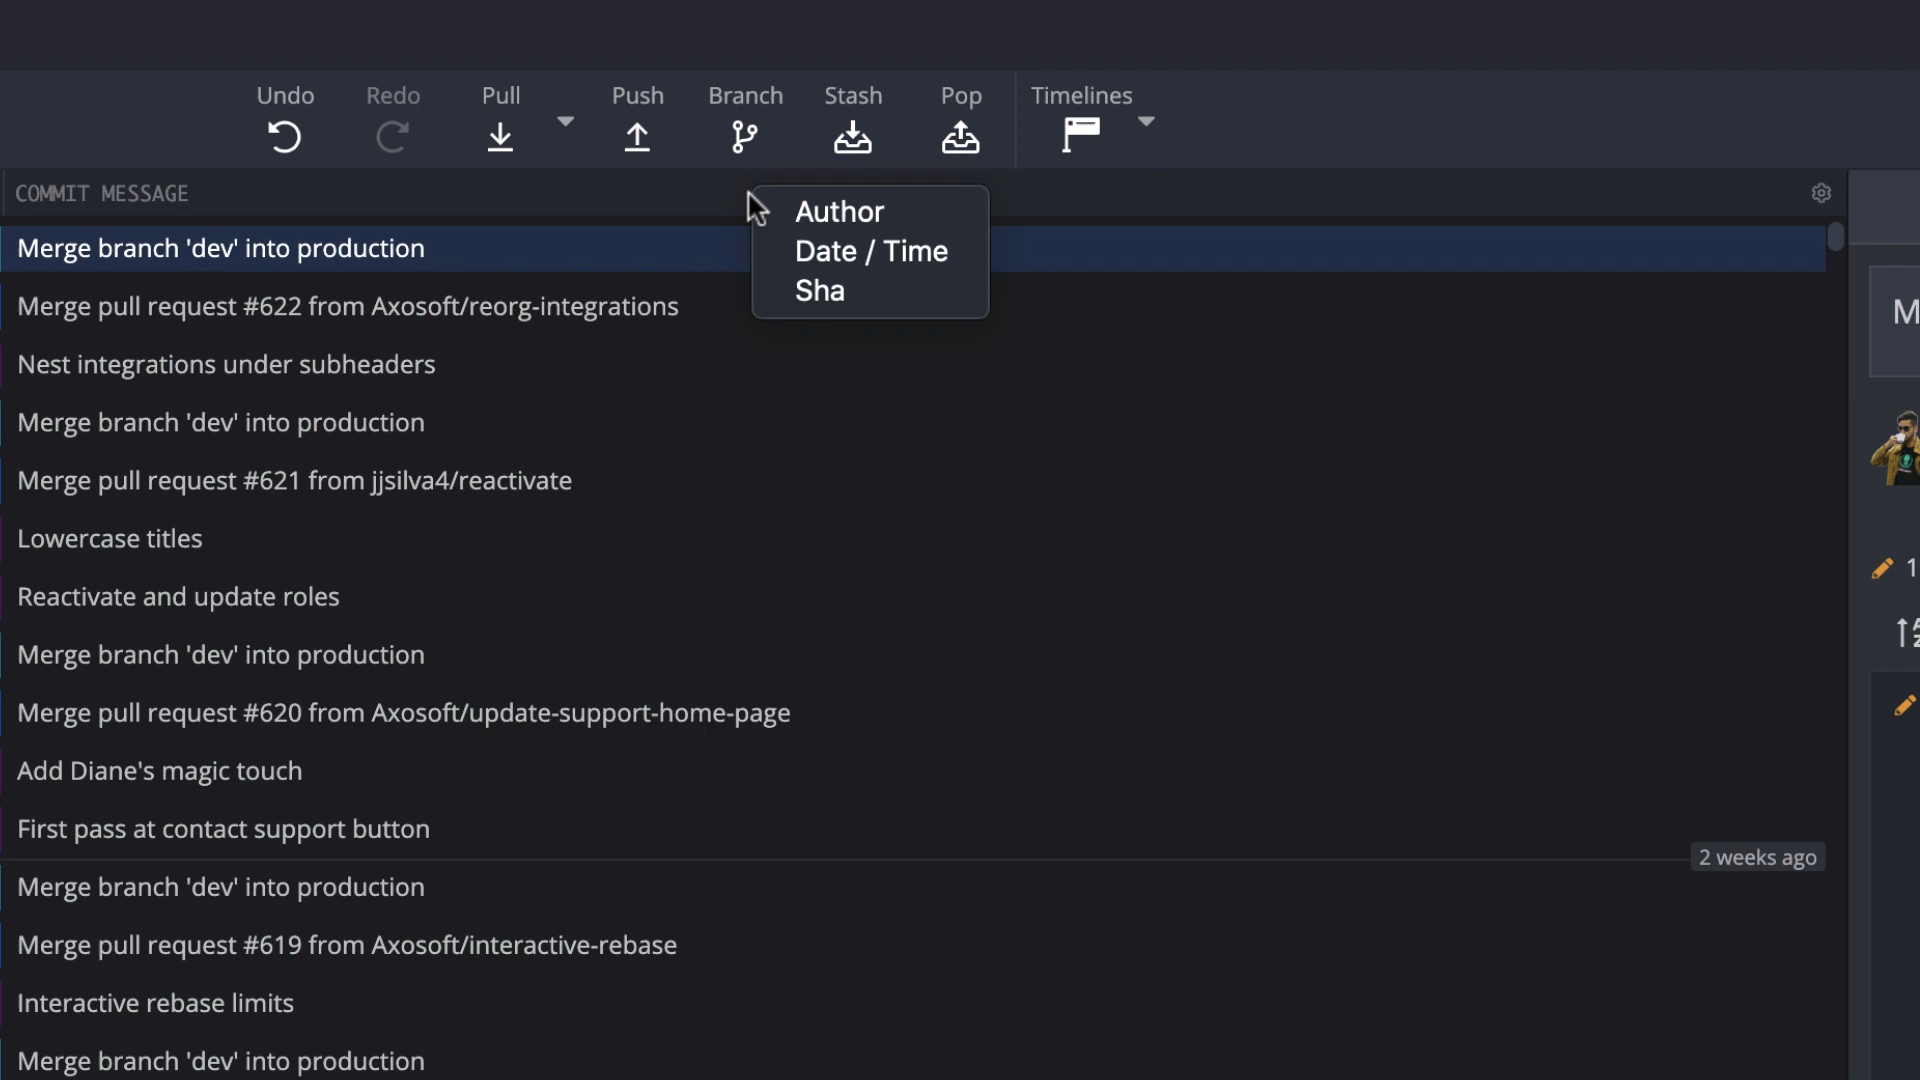 Undo
Redo
Pull
Push
Branch
Stash
Pop
Timelines
COMMIT MESSAGE
Author
Date / Time
Sha
Merge branch 'dev' into production
Merge pull request #622 from Axosoft/reorg-integrations
Nest integrations under subheaders
Merge branch 'dev' into production
Merge pull request #621 from jjsilva4/reactivate
Lowercase titles
Reactivate and update roles
Merge branch 'dev' into production
Merge pull request #620 from Axosoft/update-support-home-page
Add Diane's magic touch
First pass at contact support button
2 weeks ago
Merge branch 'dev' into production
Merge pull request #619 from Axosoft/interactive-rebase
Interactive rebase limits
Merge branch 'dev' into production
M
1